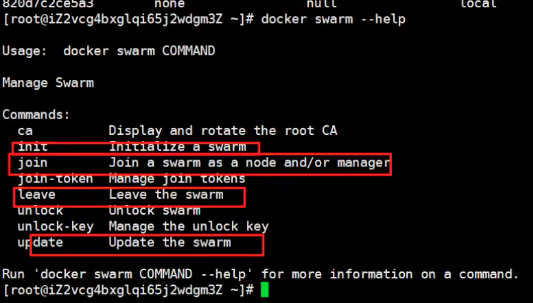 820d7c2ce5a3 none null local
[root@iZ2vcg4bxglqi65j2wdgm3Z ~]# docker swarm --help
Usage: docker swarm COMMAND
Manage Swarm
Commands:
ca Display and rotate the root CA
init Initialize a swarm
join Join a swarm as a node and/or manager
join-token Manage join tokens
leave Leave the swarm
unlock Unlock swarm
unlock-key Manage the unlock key
update Update the swarm
Run 'docker swarm COMMAND --help' for more information on a command.
[root@iZ2vcg4bxglqi65j2wdgm3Z ~]#